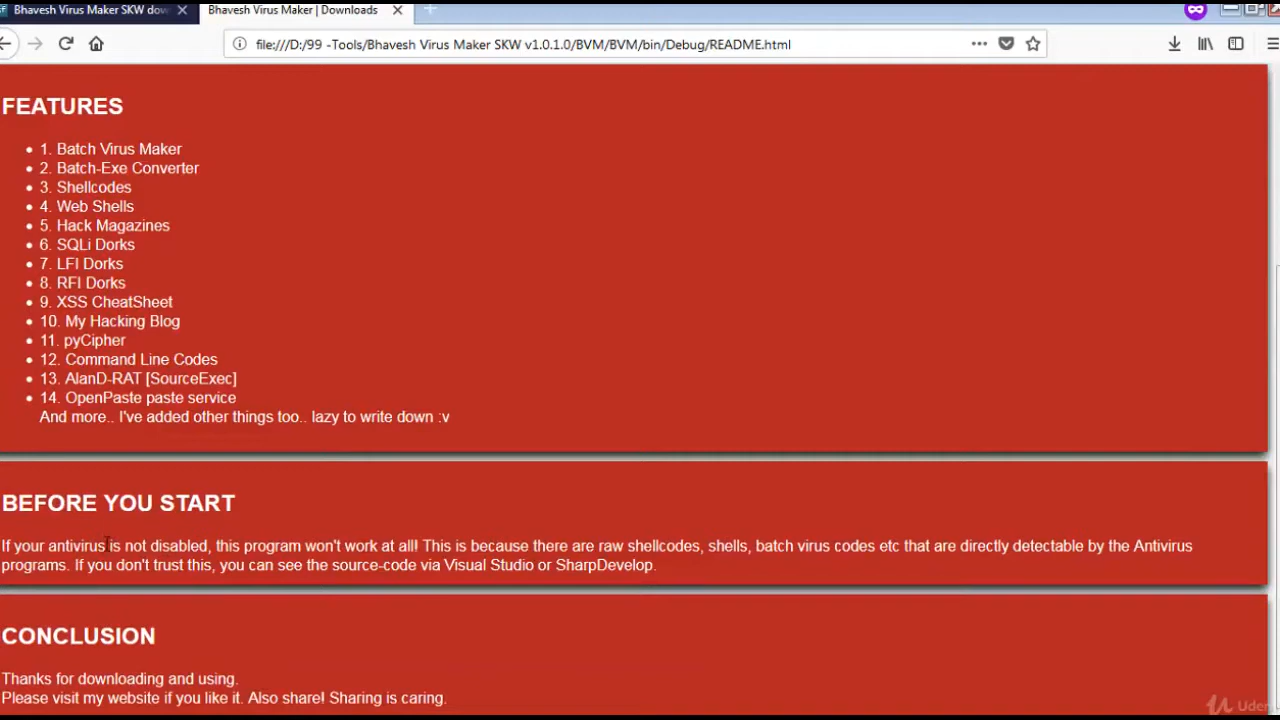 Bhavesh Virus Maker SKW dow
Bhavesh Virus Maker | Downloads
file:///D:/99 -Tools/Bhavesh Virus Maker SKW v1.0.1.0/BVM/BVM/bin/Debug/README.html
FEATURES
1. Batch Virus Maker
2. Batch-Exe Converter
3. Shellcodes
4. Web Shells
5. Hack Magazines
6. SQLi Dorks
7. LFI Dorks
8. RFI Dorks
9. XSS CheatSheet
10. My Hacking Blog
11. pyCipher
12. Command Line Codes
13. AlanD-RAT [SourceExec]
14. OpenPaste paste service
And more.. I've added other things too.. lazy to write down :v
BEFORE YOU START
If your antivirus is not disabled, this program won't work at all! This is because there are raw shellcodes, shells, batch virus codes etc that are directly detectable by the Antivirus
programs. If you don't trust this, you can see the source-code via Visual Studio or SharpDevelop.
CONCLUSION
Thanks for downloading and using.
Please visit my website if you like it. Also share! Sharing is caring.